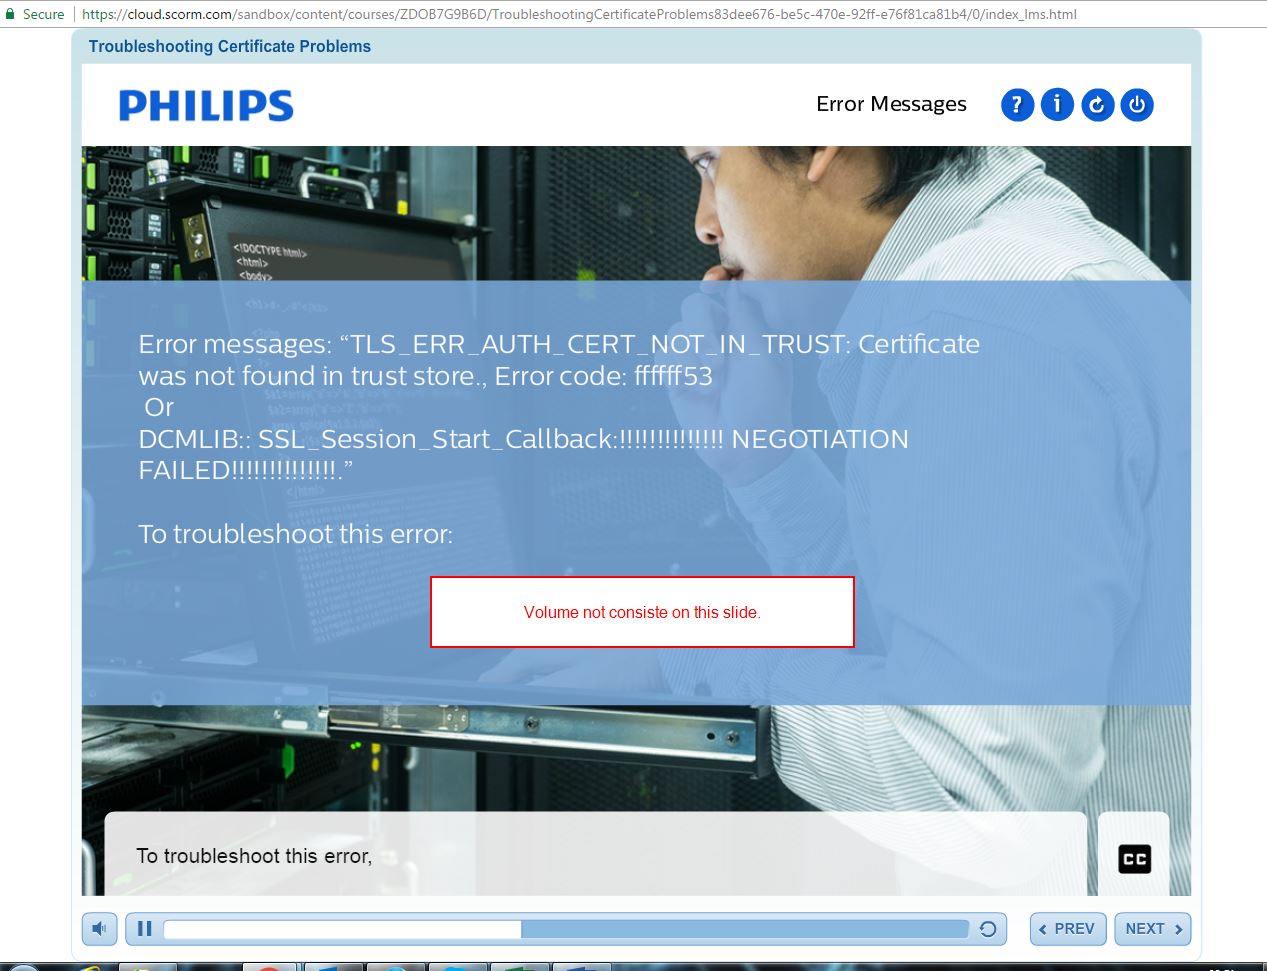 Secure
https://cloud.scorm.com/sandbox/content/courses/ZDOB7G9B6D/TroubleshootingCertificateProblems83dee676-be5c-470e-92ff-e76f81ca81b4/0/index_lms.html
Troubleshooting Certificate Problems
PHILIPS
Error Messages
<!DOCTYPE html>
<html>
<body>
Error messages: “TLS_ERR_AUTH_CERT_NOT_IN_TRUST: Certificate
was not found in trust store., Error code: ffffff53
Or
DCMLIB:: SSL_Session_Start_Callback:!!!!!!!!!!!!!! NEGOTIATION
FAILED!!!!!!!!!!!!!!.”
To troubleshoot this error:
Volume not consiste on this slide.
To troubleshoot this error,
CC
PREV
NEXT